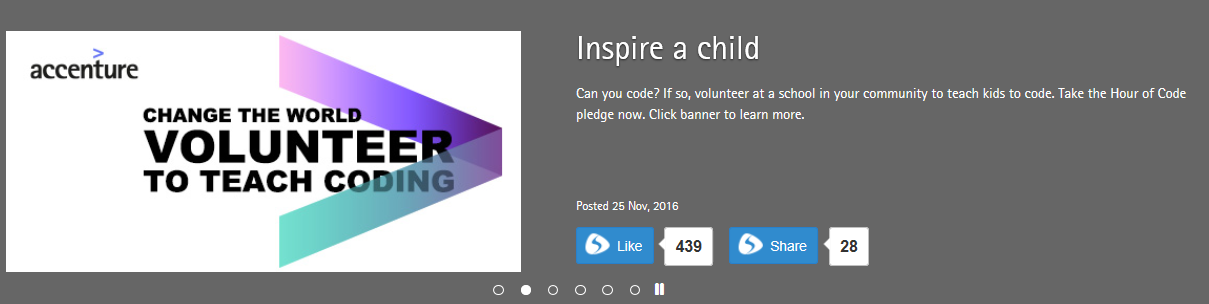 accenture
CHANGE THE WORLD
VOLUNTEER
TO TEACH CODING
Inspire a child
Can you code? If so, volunteer at a school in your community to teach kids to code. Take the Hour of Code
pledge now. Click banner to learn more.
Posted 25 Nov, 2016
Like 439 Share 28